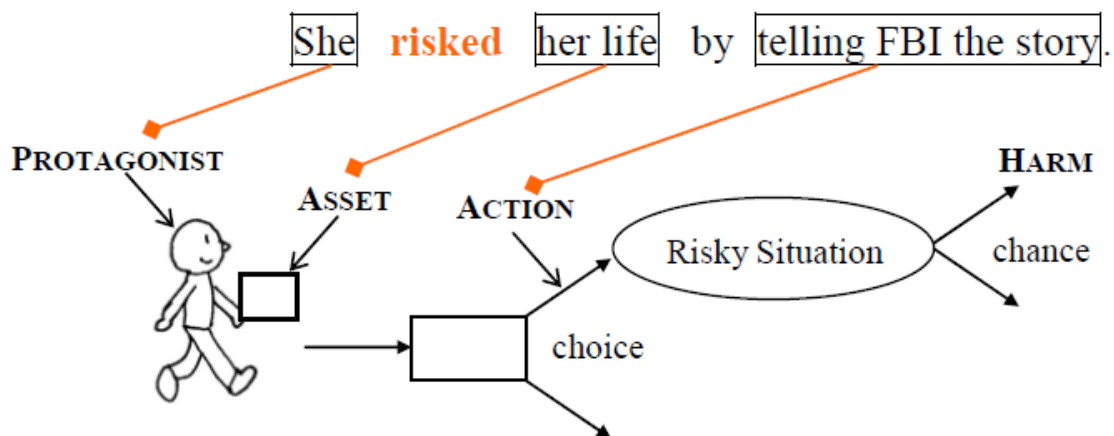 She risked her life by telling FBI the story.
PROTAGONIST
HARM
ASSET
ACTION
Risky Situation
chance
choice